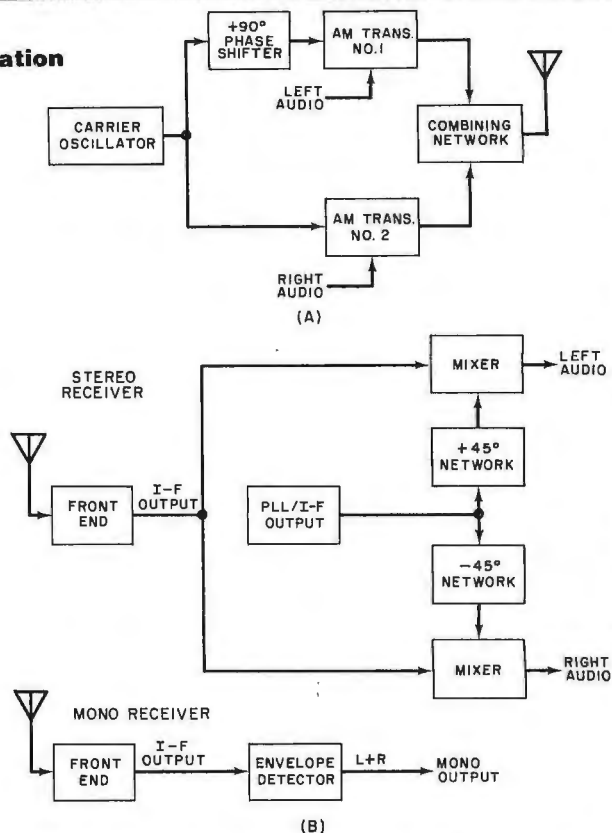 ation
+90°
PHASE
SHIFTER
AM TRANS.
NO.1
LEFT
AUDIO
CARRIER
OSCILLATOR
COMBINING
NETWORK
AM TRANS.
NO. 2
RIGHT
AUDIO
(A)
STEREO
RECEIVER
MIXER
LEFT
AUDIO
+45°
NETWORK
I-F
OUTPUT
FRONT
END
PLL/I-F
OUTPUT
-45°
NETWORK
MIXER
RIGHT
AUDIO
MONO RECEIVER
I-F
OUTPUT
FRONT
END
ENVELOPE
DETECTOR
L+R
MONO
OUTPUT
(B)